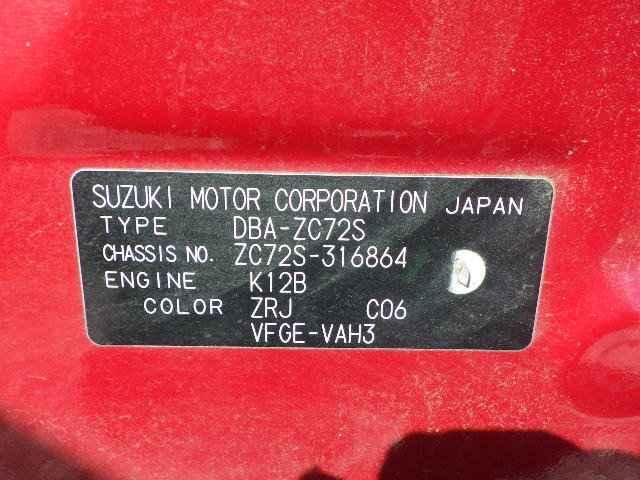 SUZUKI MOTOR CORPORATION JAPAN
TYPE DBA-ZC72S
CHASSIS NO. ZC72S-316864
ENGINE K12B
COLOR ZRJ C06
VFGE-VAH3